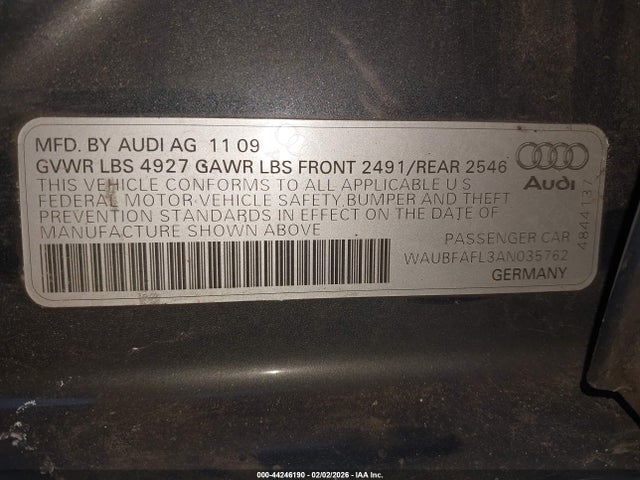 MFD. BY AUDI AG 11 09
GVWR LBS 4927 GAWR LBS FRONT 2491/REAR 2546
THIS VEHICLE CONFORMS TO ALL APPLICABLE U S
FEDERAL MOTOR VEHICLE SAFETY,BUMPER AND THEFT
PREVENTION STANDARDS IN EFFECT ON THE DATE OF
MANUFACTURE SHOWN ABOVE
Audi
4844137
PASSENGER CAR
WAUBFAFL3AN035762
GERMANY
000-44246190 - 02/02/2026 - IAA Inc.